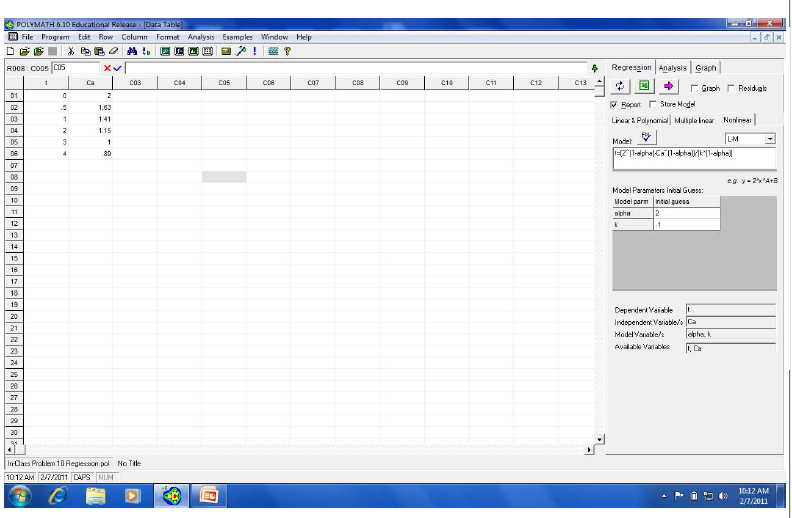 POLYMATH 6.10 Educational Release - [Data Table]
File Program Edit Row Column Format Analysis Examples Window Help
R008 C005 C05
t Ca C03 C04 C05 C06 C07 C08 C09 C10 C11 C12 C13
01 0 2
02 .5 1.63
03 1 1.41
04 2 1.15
05 3 1
06 4 .89
07
08
09
10
11
12
13
14
15
16
17
18
19
20
21
22
23
24
25
26
27
28
29
30
31
Regression Analysis Graph
Graph Residuals
Report Store Model
Linear & Polynomial Multiple linear Nonlinear
Model: L-M
t=(2^(1-alpha)-Ca^(1-alpha))/(k*(1-alpha))
e.g. y = 2*x^A+B
Model Parameters Initial Guess:
Model parm Initial guess
alpha 2
k .1
Dependent Variable t
Independent Variable/s Ca
Model Variable/s alpha, k
Available Variables t, Ca
In-Class Problem 10 Regression.pol No Title
10:12 AM 2/7/2011 CAPS NUM
10:12 AM
2/7/2011